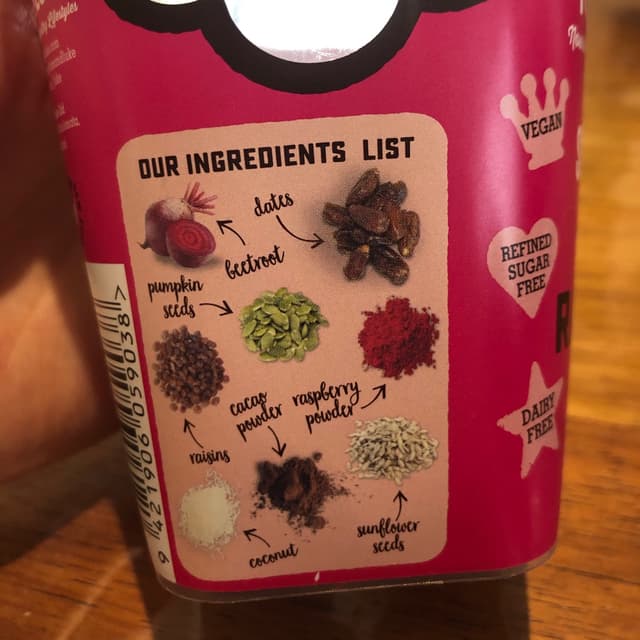 OUR INGREDIENTS LIST
dates
beetroot
pumpkin
seeds
cacao
powder
raspberry
powder
raisins
sunflower
seeds
coconut
VEGAN
REFINED
SUGAR
FREE
DAIRY
FREE
9 421906 059038 >